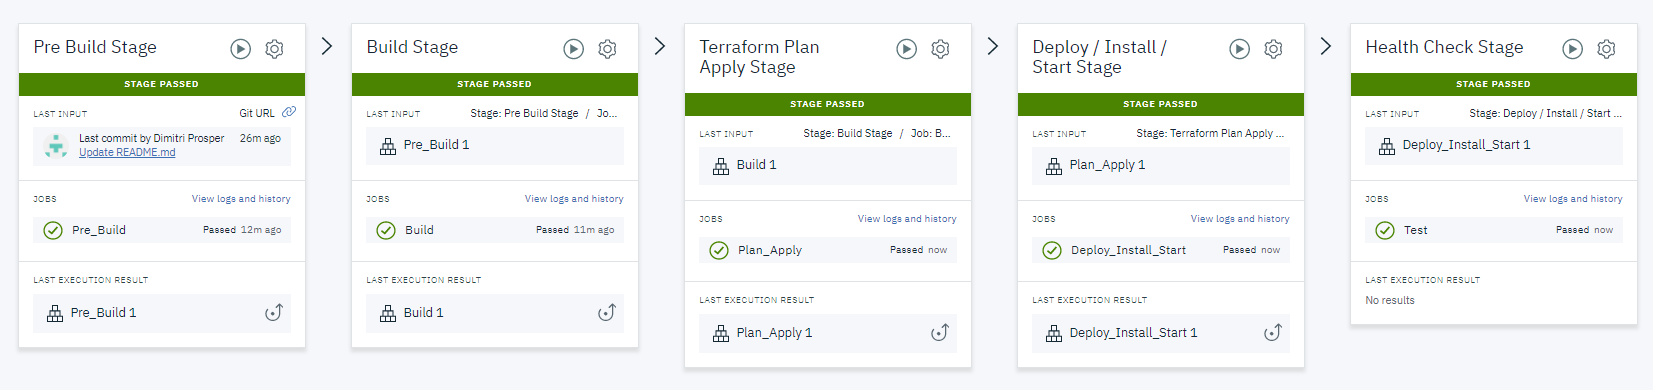 Pre Build Stage
STAGE PASSED
LAST INPUT Git URL
Last commit by Dimitri Prosper 26m ago
Update README.md
JOBS View logs and history
Pre_Build Passed 12m ago
LAST EXECUTION RESULT
Pre_Build 1
Build Stage
STAGE PASSED
LAST INPUT Stage: Pre Build Stage / Jo...
Pre_Build 1
JOBS View logs and history
Build Passed 11m ago
LAST EXECUTION RESULT
Build 1
Terraform Plan
Apply Stage
STAGE PASSED
LAST INPUT Stage: Build Stage / Job: B...
Build 1
JOBS View logs and history
Plan_Apply Passed now
LAST EXECUTION RESULT
Plan_Apply 1
Deploy / Install /
Start Stage
STAGE PASSED
LAST INPUT Stage: Terraform Plan Apply ...
Plan_Apply 1
JOBS View logs and history
Deploy_Install_Start Passed now
LAST EXECUTION RESULT
Deploy_Install_Start 1
Health Check Stage
STAGE PASSED
LAST INPUT Stage: Deploy / Install / Start ...
Deploy_Install_Start 1
JOBS View logs and history
Test Passed now
LAST EXECUTION RESULT
No results